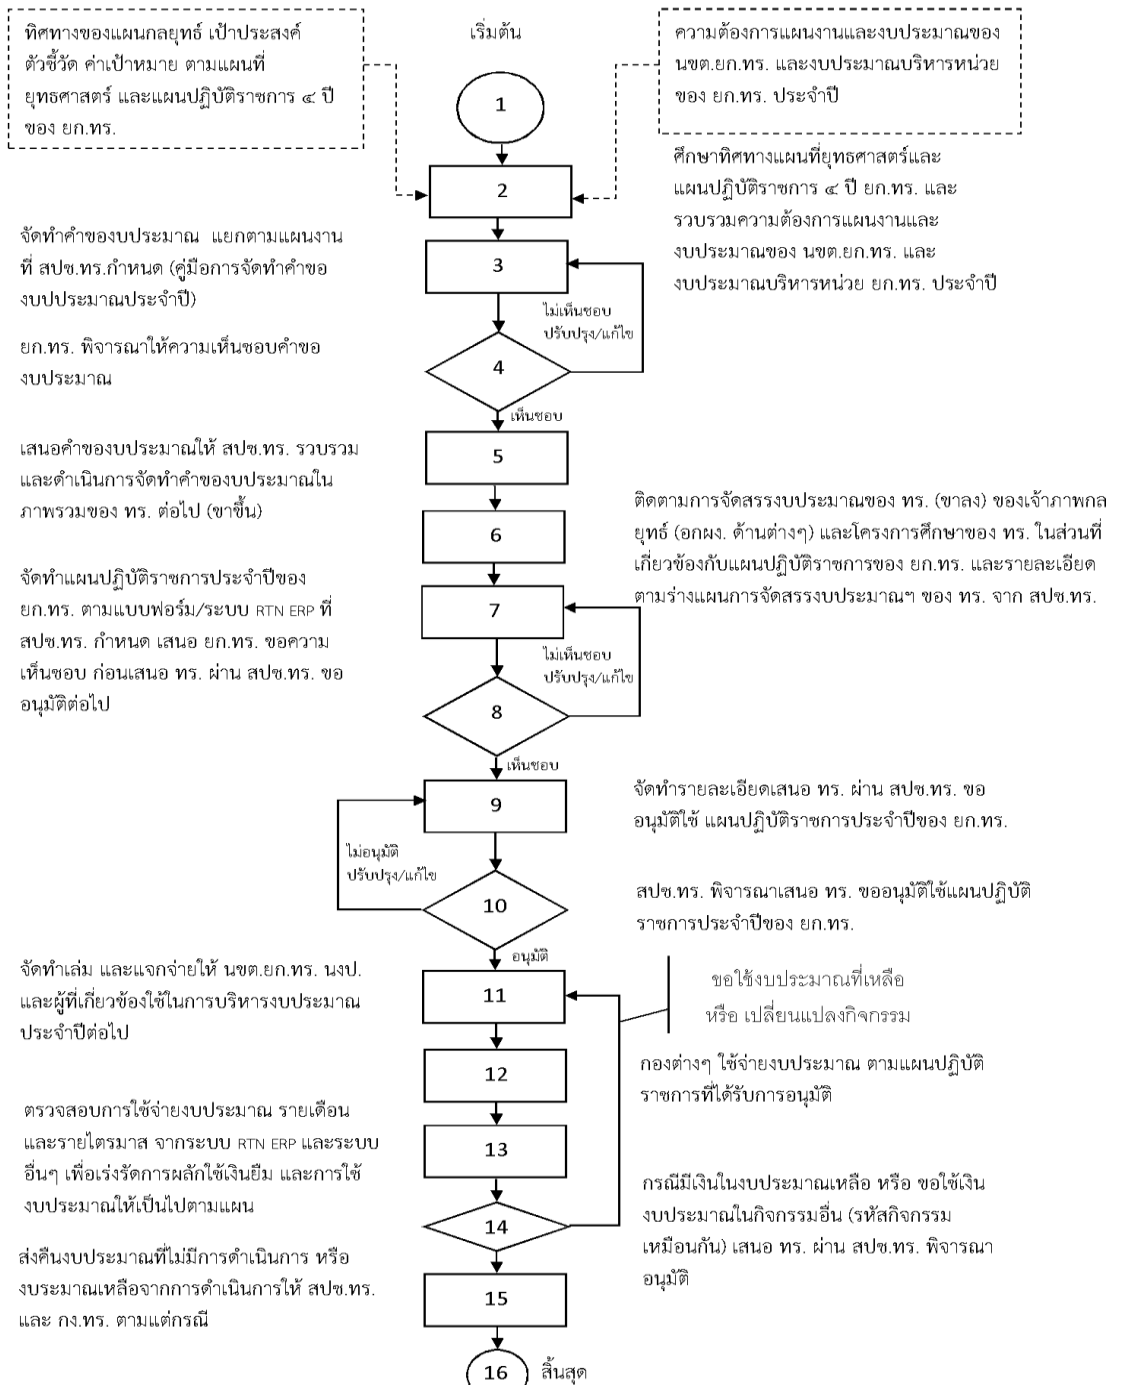 ทิศทางของแผนกลยุทธ์ เป้าประสงค์
ตัวชี้วัด ค่าเป้าหมาย ตามแผนที่
ยุทธศาสตร์ และแผนปฏิบัติราชการ ๔ ปี
ของ ยก.ทร.
เริ่มต้น
1
ความต้องการแผนงานและงบประมาณของ
นขต.ยก.ทร. และงบประมาณบริหารหน่วย
ของ ยก.ทร. ประจำปี
2
ศึกษาทิศทางแผนที่ยุทธศาสตร์และ
แผนปฏิบัติราชการ ๔ ปี ยก.ทร. และ
รวบรวมความต้องการแผนงานและ
งบประมาณของ นขต.ยก.ทร. และ
งบประมาณบริหารหน่วย ยก.ทร. ประจำปี
จัดทำคำของบประมาณ แยกตามแผนงาน
ที่ สปช.ทร.กำหนด (คู่มือการจัดทำคำขอ
งบปประมาณประจำปี)
3
ไม่เห็นชอบ
ปรับปรุง/แก้ไข
ยก.ทร. พิจารณาให้ความเห็นชอบคำขอ
งบประมาณ
4
เห็นชอบ
เสนอคำของบประมาณให้ สปช.ทร. รวบรวม
และดำเนินการจัดทำคำของบประมาณใน
ภาพรวมของ ทร. ต่อไป (ขาขึ้น)
5
6
ติดตามการจัดสรรงบประมาณของ ทร. (ขาลง) ของเจ้าภาพกล
ยุทธ์ (อกผง. ด้านต่างๆ) และโครงการศึกษาของ ทร. ในส่วนที่
เกี่ยวข้องกับแผนปฏิบัติราชการของ ยก.ทร. และรายละเอียด
ตามร่างแผนการจัดสรรงบประมาณฯ ของ ทร. จาก สปช.ทร.
จัดทำแผนปฏิบัติราชการประจำปีของ
ยก.ทร. ตามแบบฟอร์ม/ระบบ RTN ERP ที่
สปช.ทร. กำหนด เสนอ ยก.ทร. ขอความ
เห็นชอบ ก่อนเสนอ ทร. ผ่าน สปช.ทร. ขอ
อนุมัติต่อไป
7
ไม่เห็นชอบ
ปรับปรุง/แก้ไข
8
เห็นชอบ
9
จัดทำรายละเอียดเสนอ ทร. ผ่าน สปช.ทร. ขอ
อนุมัติใช้ แผนปฏิบัติราชการประจำปีของ ยก.ทร.
ไม่อนุมัติ
ปรับปรุง/แก้ไข
10
สปช.ทร. พิจารณาเสนอ ทร. ขออนุมัติใช้แผนปฏิบัติ
ราชการประจำปีของ ยก.ทร.
อนุมัติ
จัดทำเล่ม และแจกจ่ายให้ นขต.ยก.ทร. นงป.
และผู้ที่เกี่ยวข้องใช้ในการบริหารงบประมาณ
ประจำปีต่อไป
11
ขอใช้งบประมาณที่เหลือ
หรือ เปลี่ยนแปลงกิจกรรม
12
กองต่างๆ ใช้จ่ายงบประมาณ ตามแผนปฏิบัติ
ราชการที่ได้รับการอนุมัติ
ตรวจสอบการใช้จ่ายงบประมาณ รายเดือน
และรายไตรมาส จากระบบ RTN ERP และระบบ
อื่นๆ เพื่อเร่งรัดการผลักใช้เงินยืม และการใช้
งบประมาณให้เป็นไปตามแผน
13
14
กรณีมีเงินในงบประมาณเหลือ หรือ ขอใช้เงิน
งบประมาณในกิจกรรมอื่น (รหัสกิจกรรม
เหมือนกัน) เสนอ ทร. ผ่าน สปช.ทร. พิจารณา
อนุมัติ
ส่งคืนงบประมาณที่ไม่มีการดำเนินการ หรือ
งบระมาณเหลือจากการดำเนินการให้ สปช.ทร.
และ กง.ทร. ตามแต่กรณี
15
16
สิ้นสุด